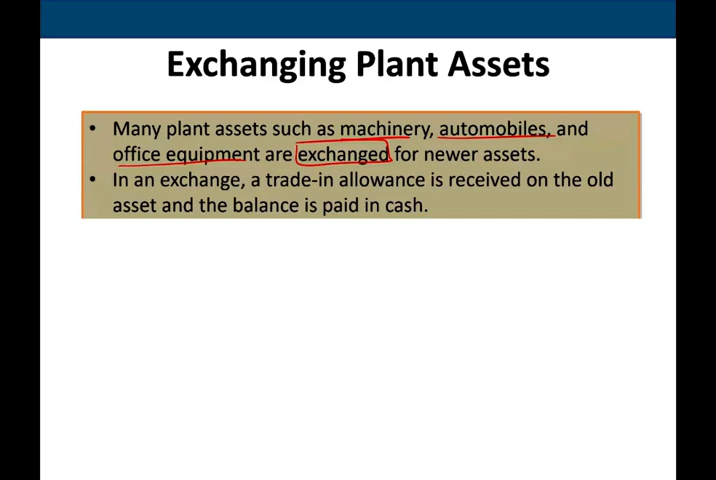 Exchanging Plant Assets
• Many plant assets such as machinery, automobiles, and
office equipment are exchanged for newer assets.
• In an exchange, a trade-in allowance is received on the old
asset and the balance is paid in cash.